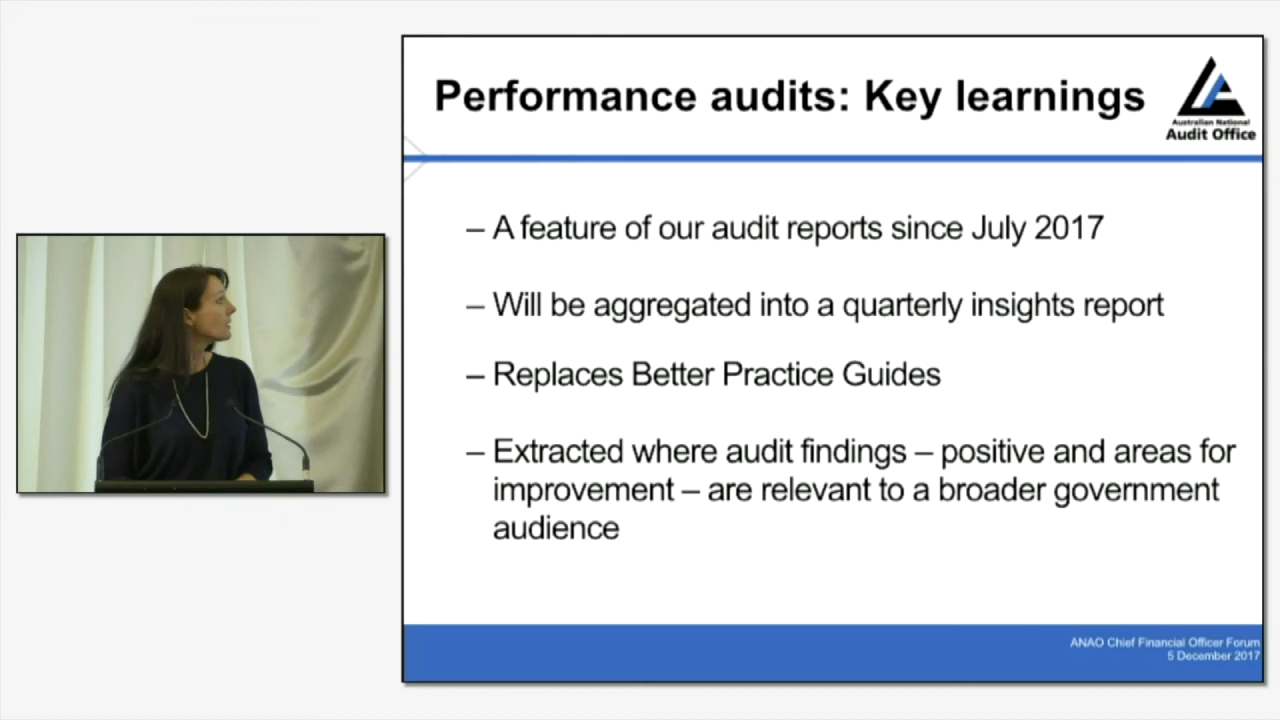 Performance audits: Key learnings
Australian National
Audit Office
– A feature of our audit reports since July 2017
– Will be aggregated into a quarterly insights report
– Replaces Better Practice Guides
– Extracted where audit findings – positive and areas for
improvement – are relevant to a broader government
audience
ANAO Chief Financial Officer Forum
5 December 2017